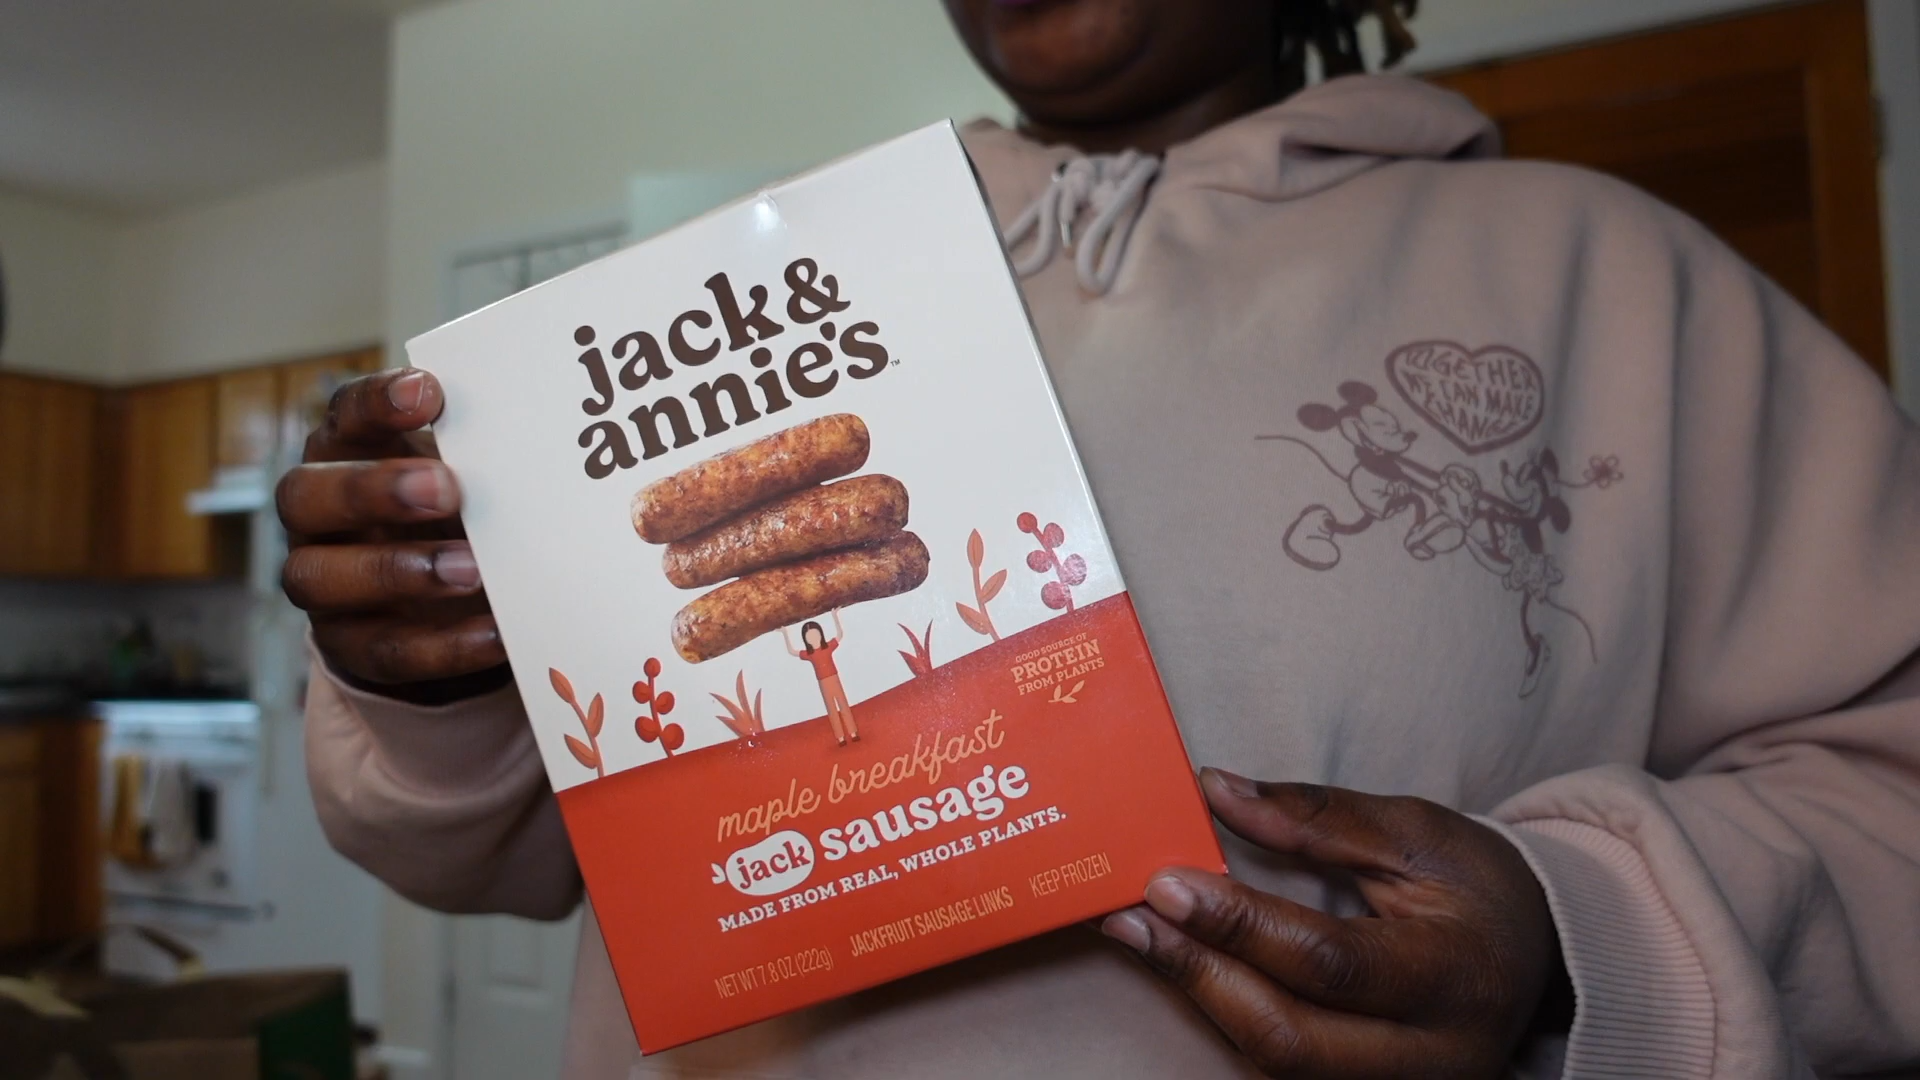 jack &
annie's™
GOOD SOURCE OF
PROTEIN
FROM PLANTS
maple breakfast
jack sausage
MADE FROM REAL, WHOLE PLANTS.
NET WT 7.8 OZ (222g) JACKFRUIT SAUSAGE LINKS KEEP FROZEN
TOGETHER
WE CAN MAKE
CHANGE